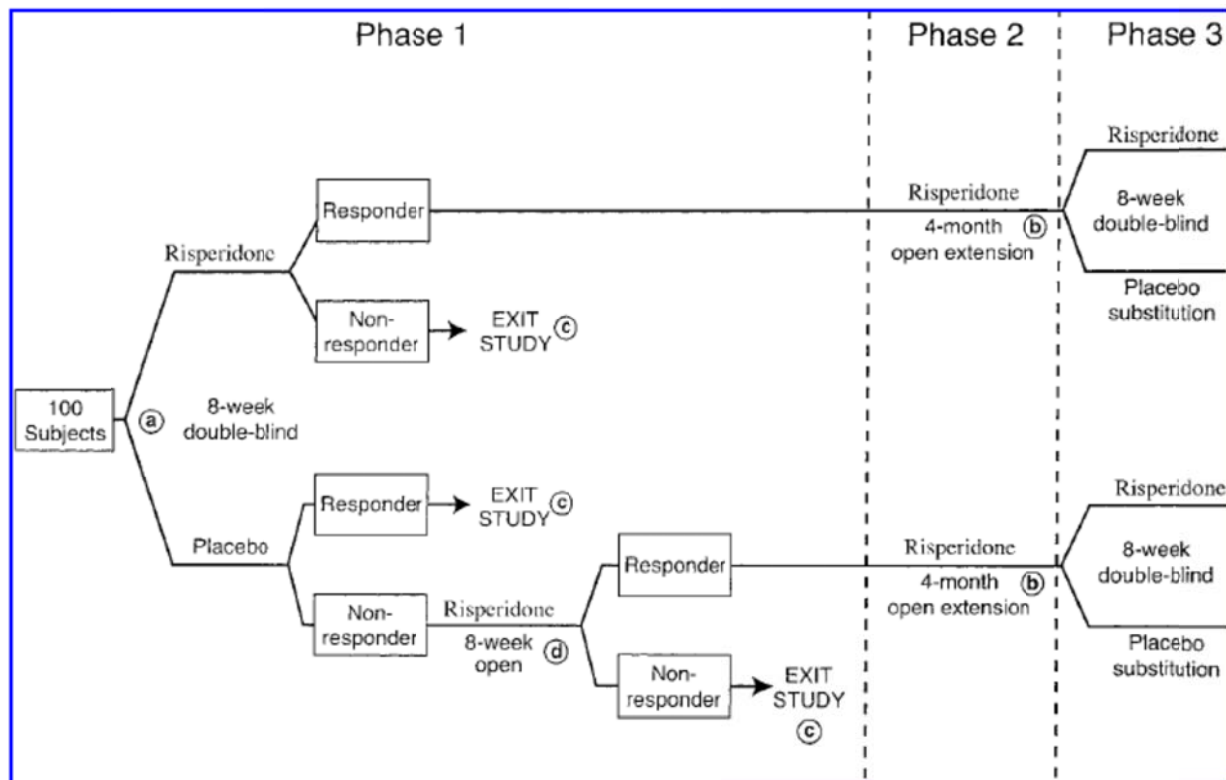 Phase 1
Phase 2
Phase 3
Risperidone
Responder
Risperidone
4-month ⓑ
open extension
8-week
double-blind
Risperidone
Placebo
substitution
Non-
responder
EXIT
STUDY ⓒ
100
Subjects
ⓐ
8-week
double-blind
Responder
EXIT
STUDY ⓒ
Risperidone
Placebo
Responder
Risperidone
4-month ⓑ
open extension
8-week
double-blind
Non-
responder
Risperidone
8-week
open ⓓ
Placebo
substitution
Non-
responder
EXIT
STUDY
ⓒ